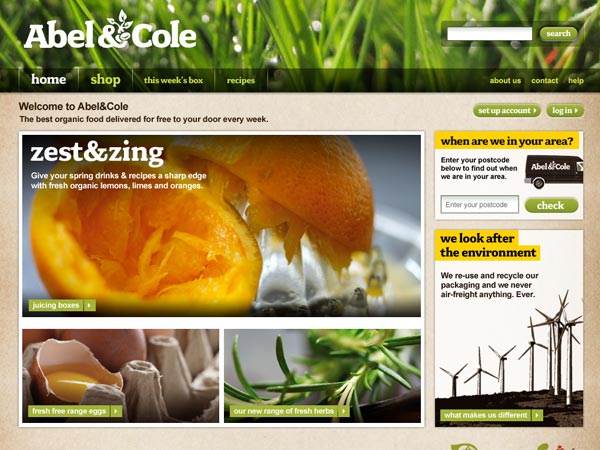 Abel&Cole
search
home
shop
this week's box
recipes
about us
contact
help
Welcome to Abel&Cole
The best organic food delivered for free to your door every week.
set up account
log in
zest&zing
Give your spring drinks & recipes a sharp edge
with fresh organic lemons, limes and oranges.
juicing boxes
fresh free range eggs
our new range of fresh herbs
when are we in your area?
Enter your postcode
below to find out when
we are in your area.
Abel&Cole
Enter your postcode
check
we look after
the environment
We re-use and recycle our
packaging and we never
air-freight anything. Ever.
what makes us different